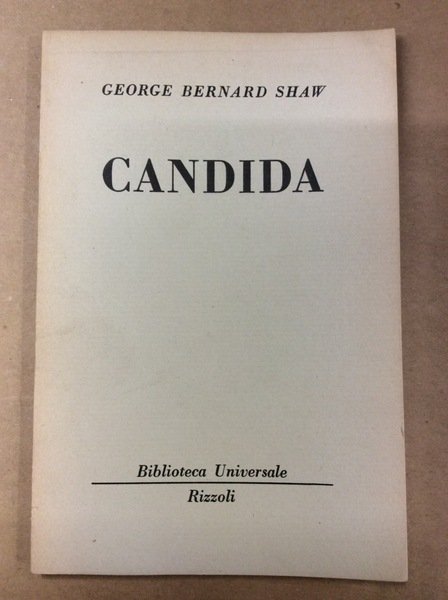 GEORGE BERNARD SHAW
CANDIDA
Biblioteca Universale
Rizzoli